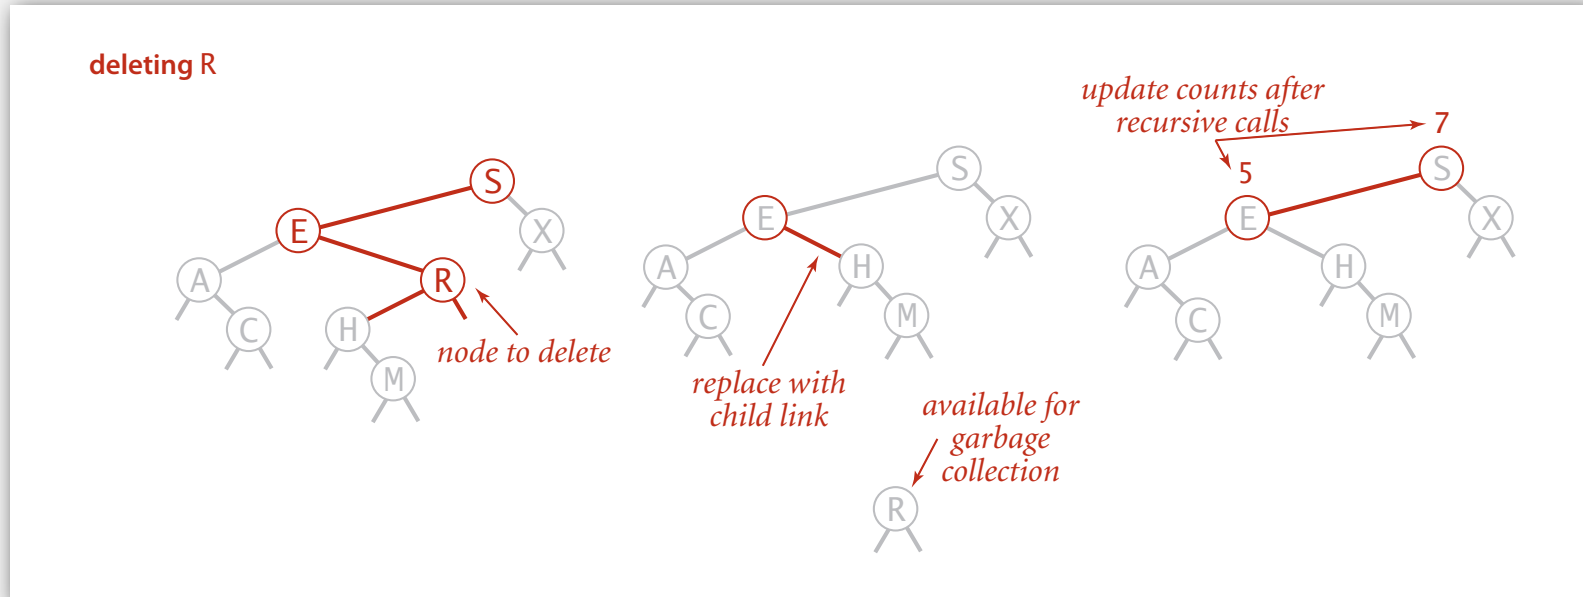 deleting R
S
E
X
A
R
C
H
M
node to delete
S
E
X
A
H
C
M
replace with
child link
available for
garbage
collection
R
update counts after
recursive calls
7
5
S
E
X
A
H
C
M